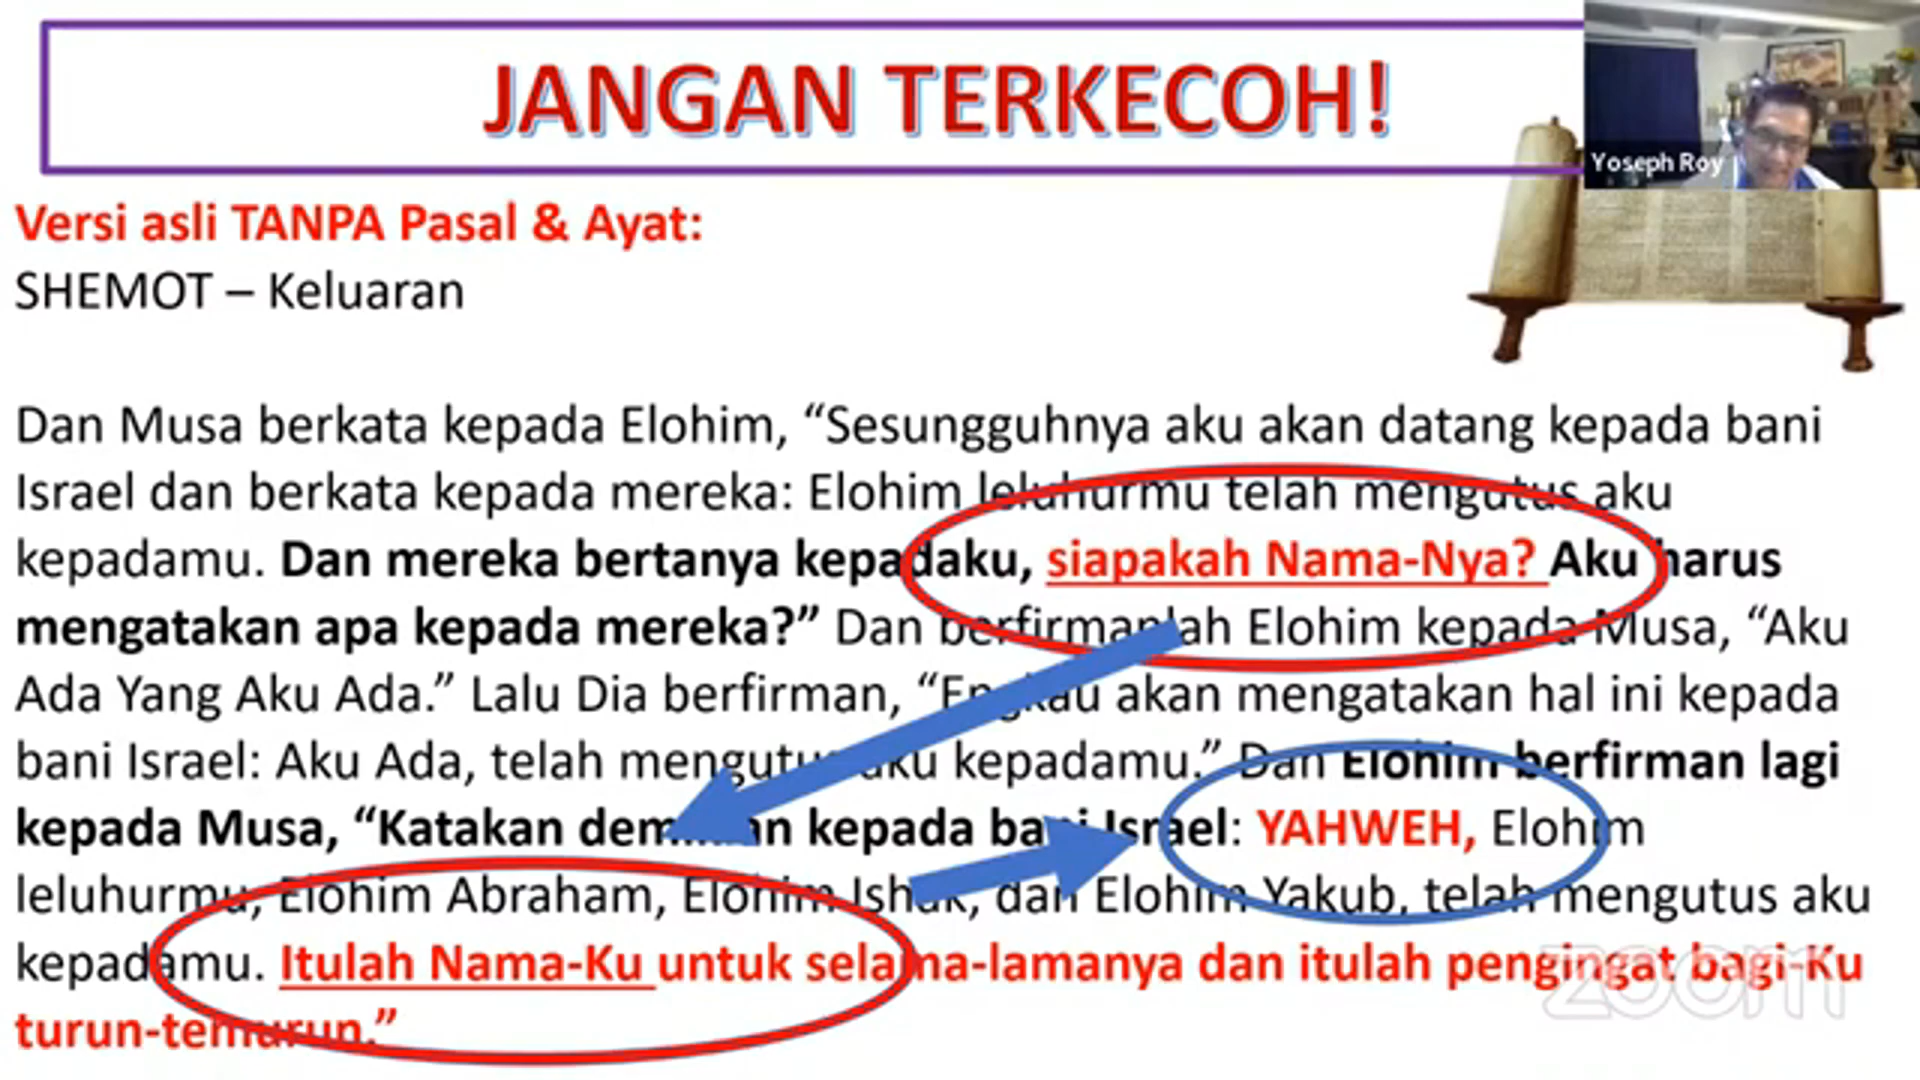 JANGAN TERKECOH!
Yoseph Roy
Versi asli TANPA Pasal & Ayat:
SHEMOT – Keluaran
Dan Musa berkata kepada Elohim, “Sesungguhnya aku akan datang kepada bani
Israel dan berkata kepada mereka: Elohim leluhurmu telah mengutus aku
kepadamu. Dan mereka bertanya kepadaku, siapakah Nama-Nya? Aku harus
mengatakan apa kepada mereka?” Dan berfirmanlah Elohim kepada Musa, “Aku
Ada Yang Aku Ada.” Lalu Dia berfirman, “Engkau akan mengatakan hal ini kepada
bani Israel: Aku Ada, telah mengutus aku kepadamu.” Dan Elohim berfirman lagi
kepada Musa, “Katakan demikian kepada bani Israel: YAHWEH, Elohim
leluhurmu, Elohim Abraham, Elohim Ishak, dan Elohim Yakub, telah mengutus aku
kepadamu. Itulah Nama-Ku untuk selama-lamanya dan itulah pengingat bagi-Ku
turun-temurun.”
zoom